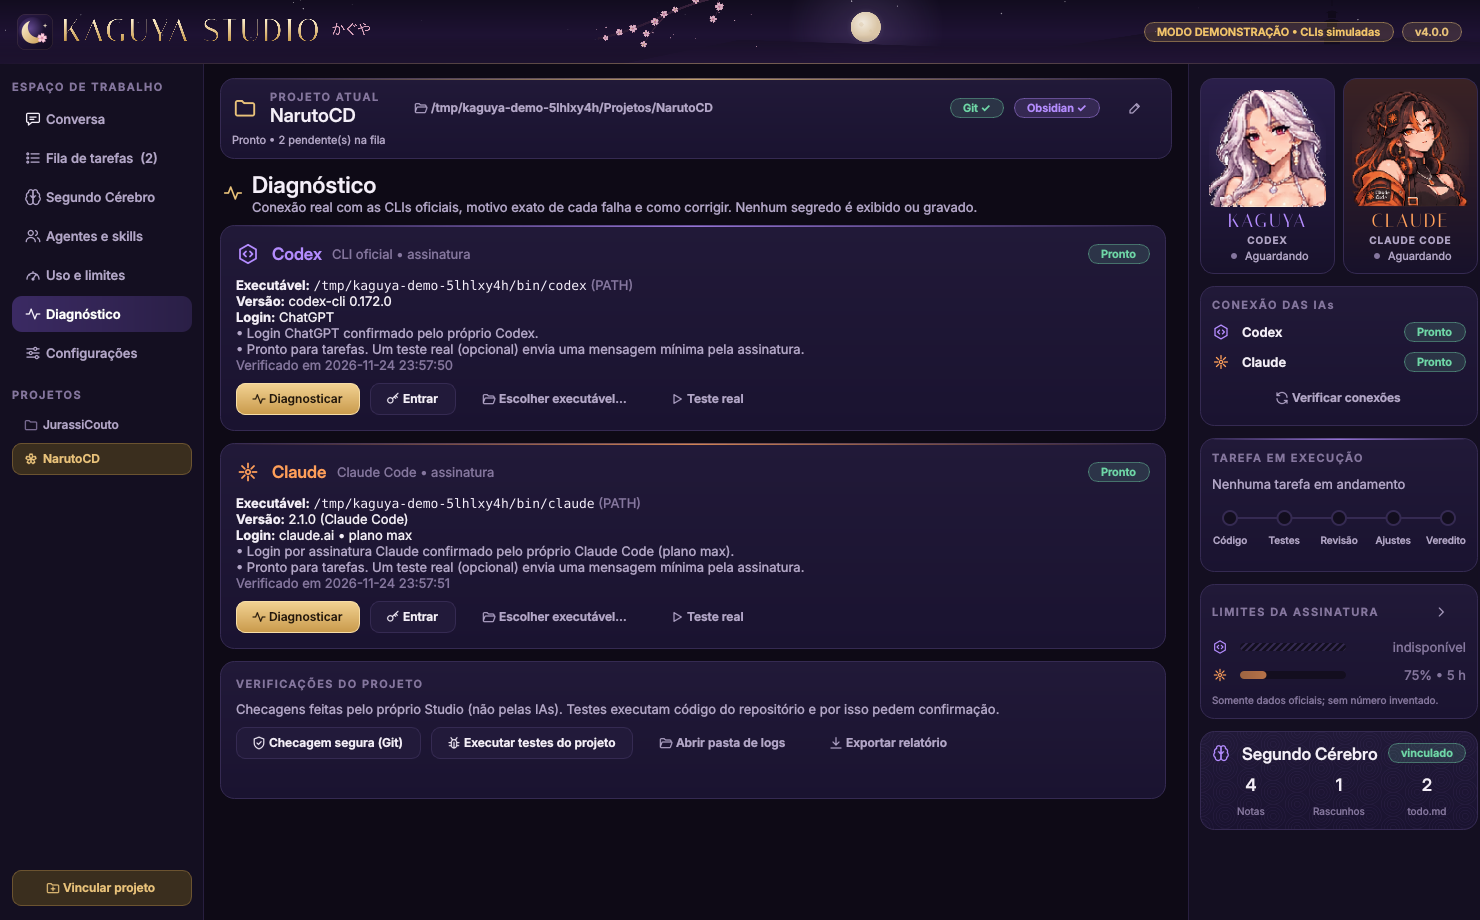 KAGUYA STUDIO かぐや
MODO DEMONSTRAÇÃO • CLIs simuladas
v4.0.0
ESPAÇO DE TRABALHO
Conversa
Fila de tarefas (2)
Segundo Cérebro
Agentes e skills
Uso e limites
Diagnóstico
Configurações
PROJETOS
JurassiCouto
NarutoCD
Vincular projeto
PROJETO ATUAL
NarutoCD
/tmp/kaguya-demo-5lhlxy4h/Projetos/NarutoCD
Git ✓
Obsidian ✓
Pronto • 2 pendente(s) na fila
Diagnóstico
Conexão real com as CLIs oficiais, motivo exato de cada falha e como corrigir. Nenhum segredo é exibido ou gravado.
Codex CLI oficial • assinatura
Pronto
Executável: /tmp/kaguya-demo-5lhlxy4h/bin/codex (PATH)
Versão: codex-cli 0.172.0
Login: ChatGPT
• Login ChatGPT confirmado pelo próprio Codex.
• Pronto para tarefas. Um teste real (opcional) envia uma mensagem mínima pela assinatura.
Verificado em 2026-11-24 23:57:50
Diagnosticar
Entrar
Escolher executável...
Teste real
Claude Claude Code • assinatura
Pronto
Executável: /tmp/kaguya-demo-5lhlxy4h/bin/claude (PATH)
Versão: 2.1.0 (Claude Code)
Login: claude.ai • plano max
• Login por assinatura Claude confirmado pelo próprio Claude Code (plano max).
• Pronto para tarefas. Um teste real (opcional) envia uma mensagem mínima pela assinatura.
Verificado em 2026-11-24 23:57:51
Diagnosticar
Entrar
Escolher executável...
Teste real
VERIFICAÇÕES DO PROJETO
Checagens feitas pelo próprio Studio (não pelas IAs). Testes executam código do repositório e por isso pedem confirmação.
Checagem segura (Git)
Executar testes do projeto
Abrir pasta de logs
Exportar relatório
KAGUYA
CODEX
Aguardando
CLAUDE
CLAUDE CODE
Aguardando
CONEXÃO DAS IAs
Codex
Pronto
Claude
Pronto
Verificar conexões
TAREFA EM EXECUÇÃO
Nenhuma tarefa em andamento
Código Testes Revisão Ajustes Veredito
LIMITES DA ASSINATURA
indisponível
75% • 5 h
Somente dados oficiais; sem número inventado.
Segundo Cérebro
vinculado
4 1 2
Notas Rascunhos todo.md